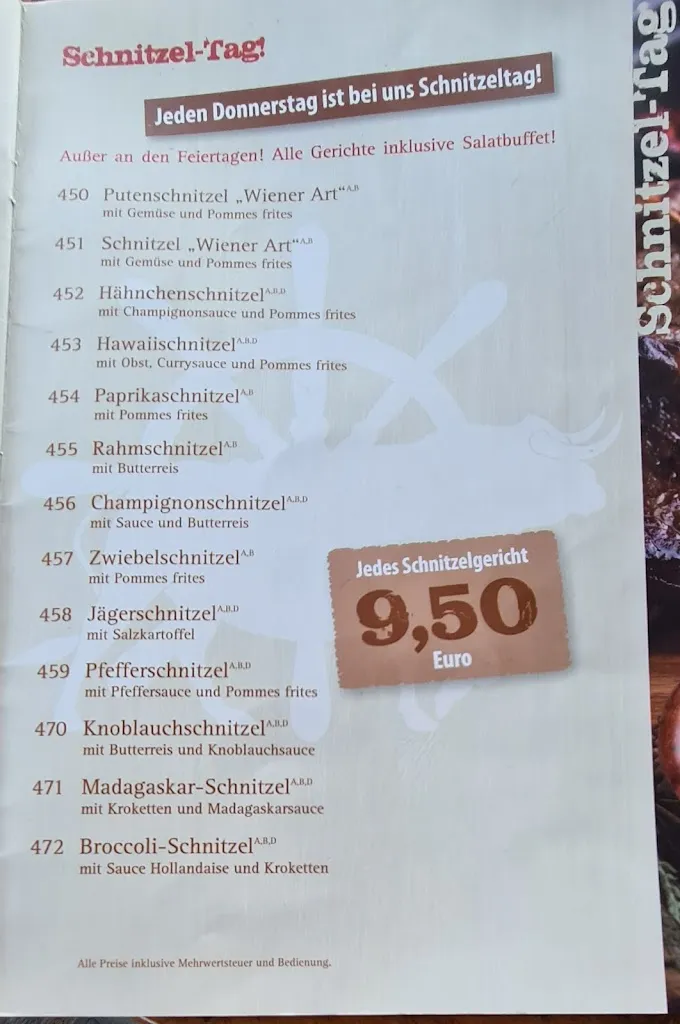 Schnitzel-Tag!
Jeden Donnerstag ist bei uns Schnitzeltag!
Außer an den Feiertagen! Alle Gerichte inklusive Salatbuffet!
450 Putenschnitzel „Wiener Art“A,B
mit Gemüse und Pommes frites
451 Schnitzel „Wiener Art“A,B
mit Gemüse und Pommes frites
452 HähnchenschnitzelA,B,D
mit Champignonsauce und Pommes frites
453 HawaiischnitzelA,B,D
mit Obst, Currysauce und Pommes frites
454 PaprikaschnitzelA,B
mit Pommes frites
455 RahmschnitzelA,B
mit Butterreis
456 ChampignonschnitzelA,B,D
mit Sauce und Butterreis
457 ZwiebelschnitzelA,B
mit Pommes frites
458 JägerschnitzelA,B,D
mit Salzkartoffel
459 PfefferschnitzelA,B,D
mit Pfeffersauce und Pommes frites
470 KnoblauchschnitzelA,B,D
mit Butterreis und Knoblauchsauce
471 Madagaskar-SchnitzelA,B,D
mit Kroketten und Madagaskarsauce
472 Broccoli-SchnitzelA,B,D
mit Sauce Hollandaise und Kroketten
Jedes Schnitzelgericht
9,50
Euro
Alle Preise inklusive Mehrwertsteuer und Bedienung.
Schnitzel-Tag